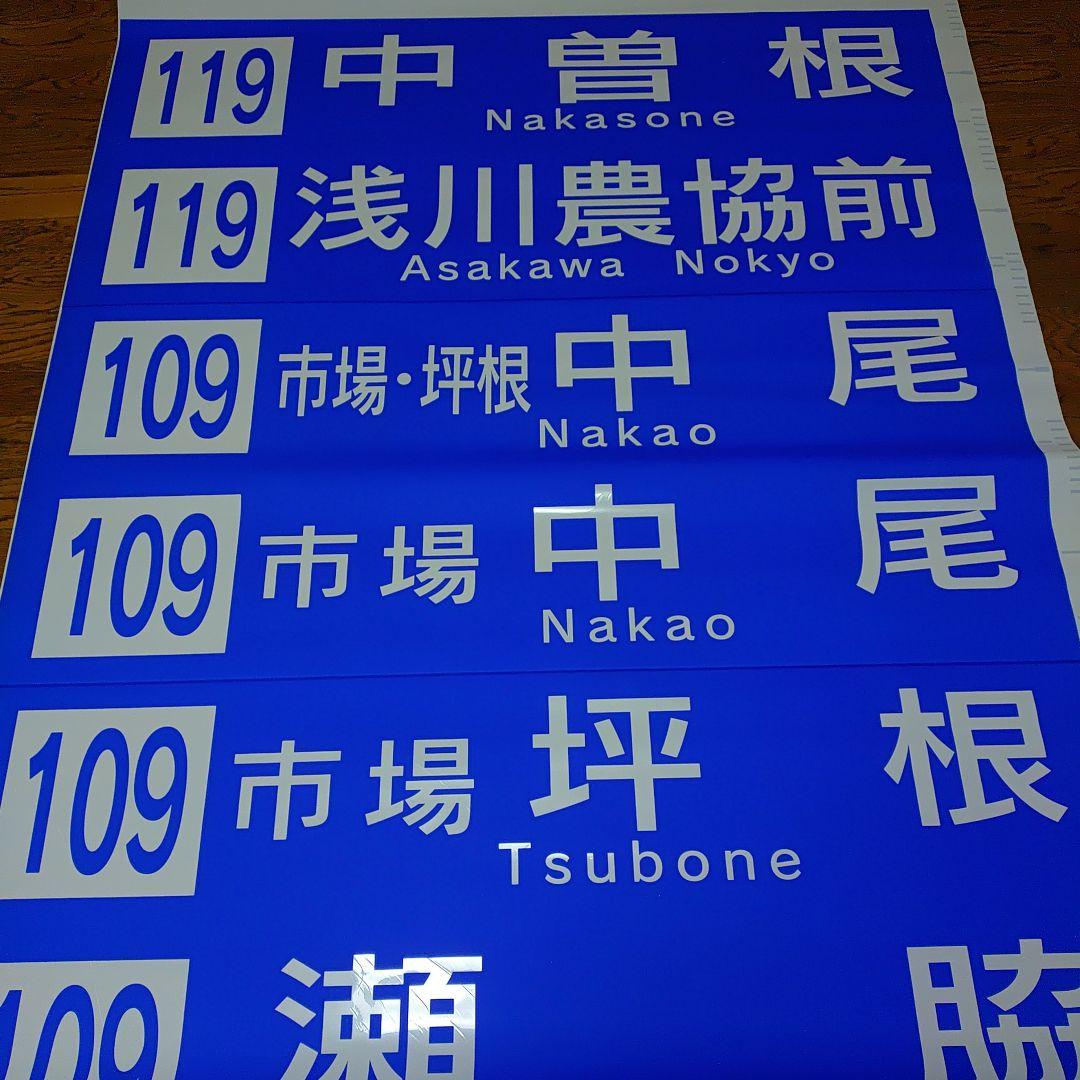 119 中曽根
Nakasone
119 浅川農協前
Asakawa Nokyo
109 市場・坪根 中尾
Nakao
109 市場 中尾
Nakao
109 市場 坪根
Tsubone
109 瀬脇